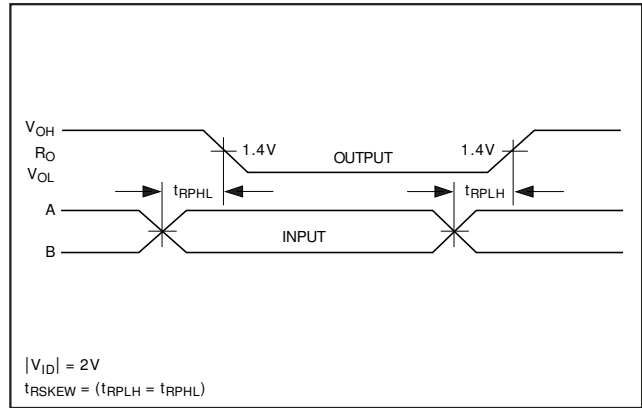 VOH
RO 1.4V OUTPUT 1.4V
VOL
tRPHL tRPLH
A
INPUT
B
|VID| = 2V
tRSKEW = (tRPLH = tRPHL)